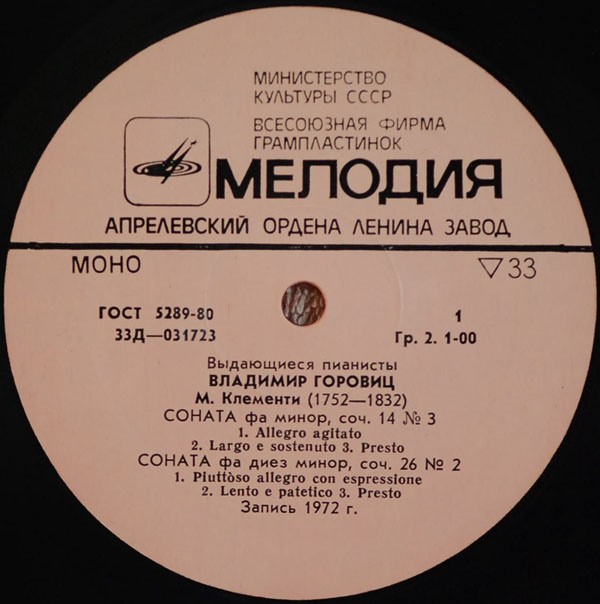 МИНИСТЕРСТВО
КУЛЬТУРЫ СССР
ВСЕСОЮЗНАЯ ФИРМА
ГРАМПЛАСТИНОК
МЕЛОДИЯ
АПРЕЛЕВСКИЙ ОРДЕНА ЛЕНИНА ЗАВОД
МОНО ▽33
ГОСТ 5289-80 1
33Д—031723 Гр. 2. 1-00
Выдающиеся пианисты
ВЛАДИМИР ГОРОВИЦ
М. Клементи (1752—1832)
СОНАТА фа минор, соч. 14 № 3
1. Allegro agitato
2. Largo e sostenuto 3. Presto
СОНАТА фа диез минор, соч. 26 № 2
1. Piuttòso allegro con espressione
2. Lento e patetico 3. Presto
Запись 1972 г.